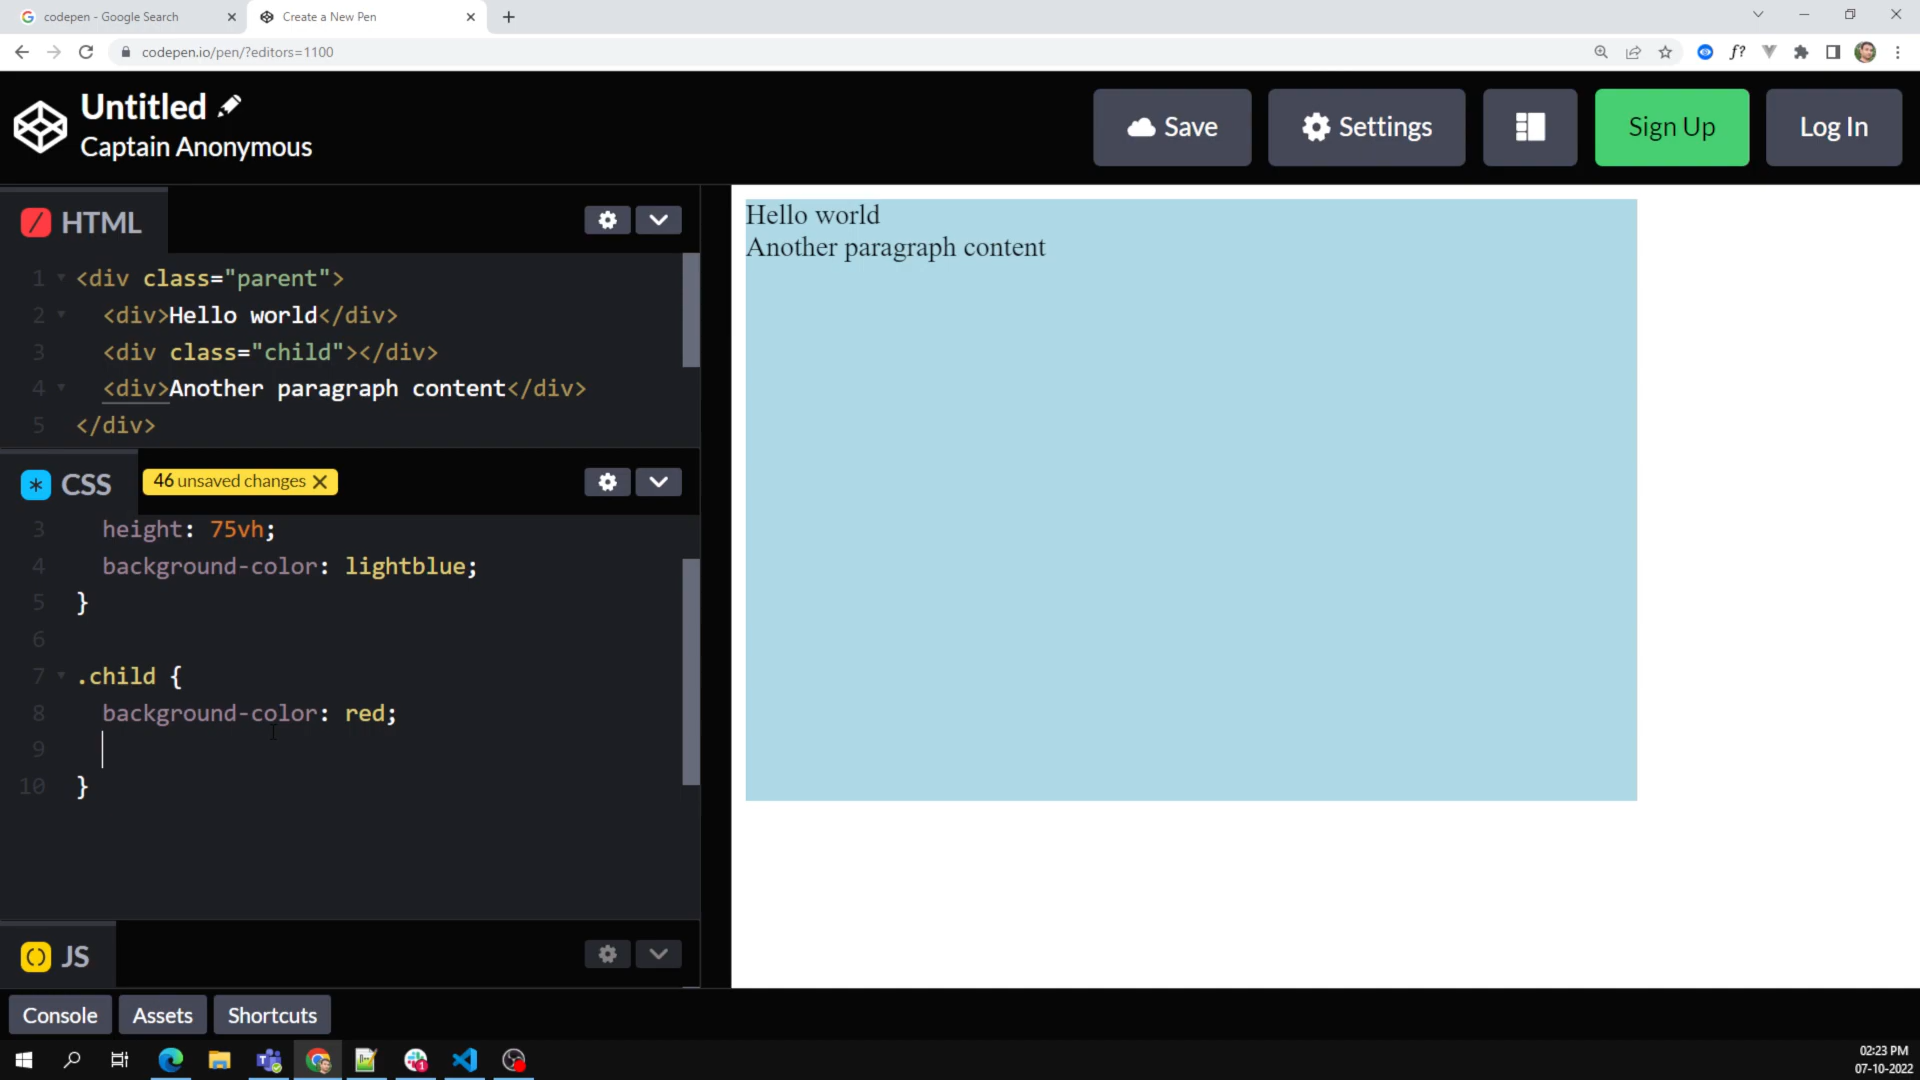 codepen - Google Search
Create a New Pen
codepen.io/pen/?editors=1100
f?
Untitled
Captain Anonymous
Save
Settings
Sign Up
Log In
HTML
1 <div class="parent">
2 <div>Hello world</div>
3 <div class="child"></div>
4 <div>Another paragraph content</div>
5 </div>
CSS
46 unsaved changes
3 height: 75vh;
4 background-color: lightblue;
5 }
6
7 .child {
8 background-color: red;
9
10 }
JS
Hello world
Another paragraph content
Console
Assets
Shortcuts
02:23 PM
07-10-2022